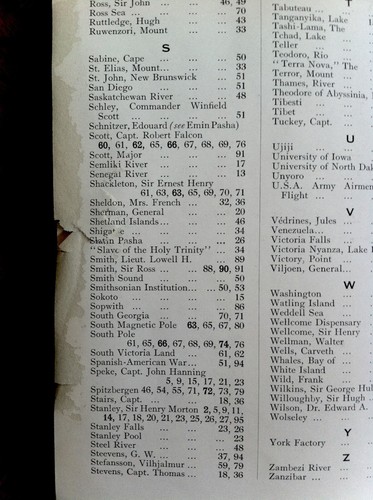 Ross, Sir John ... 46, 49
Ross Sea ... ... ... 70
Ruttledge, Hugh ... ... 43
Ruwenzori, Mount ... ... 33
S
Sabine, Cape ... ... ... 50
St. Elias, Mount... ... ... 33
St. John, New Brunswick ... 51
San Diego ... ... ... 51
Saskatchewan River ... ... 48
Schley, Commander Winfield
Scott ... ... ... ... 51
Schnitzer, Edouard (see Emin Pasha)
Scott, Capt. Robert Falcon
60, 61, 62, 65, 66, 67, 68, 69, 76
Scott, Major ... ... ... 91
Semliki River ... ... ... 17
Senegal River ... ... ... 13
Shackleton, Sir Ernest Henry
61, 63, 63, 65, 69, 70, 71
Sheldon, Mrs. French ... 32, 36
Sherman, General ... ... 20
Shetland Islands... ... ... 46
... ... ... 34
Slatin Pasha ... ... ... 26
"Slave of the Holy Trinity" ... 34
Smith, Lieut. Lowell H. ... 89
Smith, Sir Ross ... ... 88, 90, 91
Smith Sound ... ... ... 50
Smithsonian Institution... ... 50, 53
Sokoto ... ... ... ... 15
Sopwith ... ... ... ... 86
South Georgia ... ... 70, 71
South Magnetic Pole 63, 65, 67, 80
South Pole
61, 65, 66, 67, 68, 69, 74, 76
South Victoria Land ... 61, 62
Spanish-American War... ... 51, 94
Speke, Capt. John Hanning
5, 9, 15, 17, 21, 23
Spitzbergen 46, 54, 55, 71, 72, 73, 79
Stairs, Capt. ... ... ... 18, 36
Stanley, Sir Henry Morton 2, 5, 9, 11,
14, 17, 18, 20, 21, 23, 25, 26, 27, 95
Stanley Falls ... ... 23, 26
Stanley Pool ... ... ... 23
Steel River ... ... ... 48
Steevens, G. W. ... ... 37, 94
Stefansson, Vilhjalmur ... 59, 79
Stevens, Capt. Thomas ... 18, 36
T
Tabuteau ...
Tanganyika, Lake
Tashi-Lama, The
Tchad, Lake
Teller ...
Teodoro, Rio
"Terra Nova," The
Terror, Mount ...
Thames, River
Theodore of Abyssinia,
Tibesti
Tibet
Tuckey, Capt.
U
Ujiji ...
University of Iowa
University of North
Unyoro ...
U.S.A. Army
Flight ...
V
Védrines, Jules ...
Venezuela...
Victoria Falls ...
Victoria Nyanza, Lake
Victory, Point ...
Viljoen, General...
W
Washington ...
Watling Island ...
Weddell Sea
Wellcome Dispensary
Wellcome, Sir Henry
Wellman, Walter
Wells, Carveth ...
Whales, Bay of ...
White Island
Wild, Frank
Wilkins, Sir George
Willoughby, Sir Hugh
Wilson, Dr. Edward A.
Wolseley ...
Y
York Factory ...
Z
Zambezi River ...
Zanzibar ...